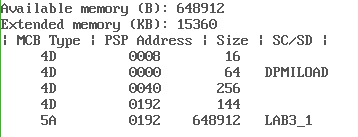 Available memory (B): 648912
Extended memory (KB): 15360
| MCB Type | PSP Address | Size | SC/SD |
4D 0008 16
4D 0000 64 DPMILOAD
4D 0040 256
4D 0192 144
5A 0192 648912 LAB3_1